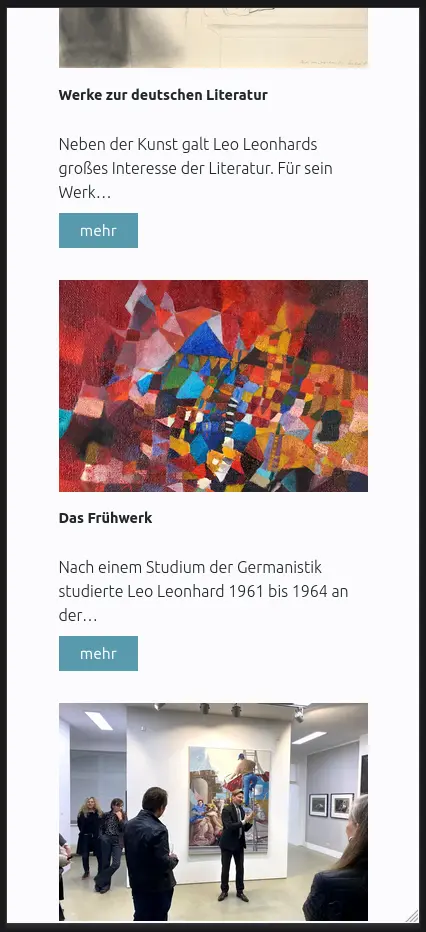 Werke zur deutschen Literatur
Neben der Kunst galt Leo Leonhards
großes Interesse der Literatur. Für sein
Werk…
mehr
Das Frühwerk
Nach einem Studium der Germanistik
studierte Leo Leonhard 1961 bis 1964 an
der…
mehr